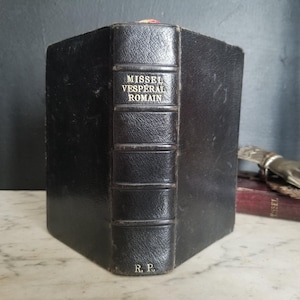 MISSEL
VESPÉRAL
ROMAIN
R. P.